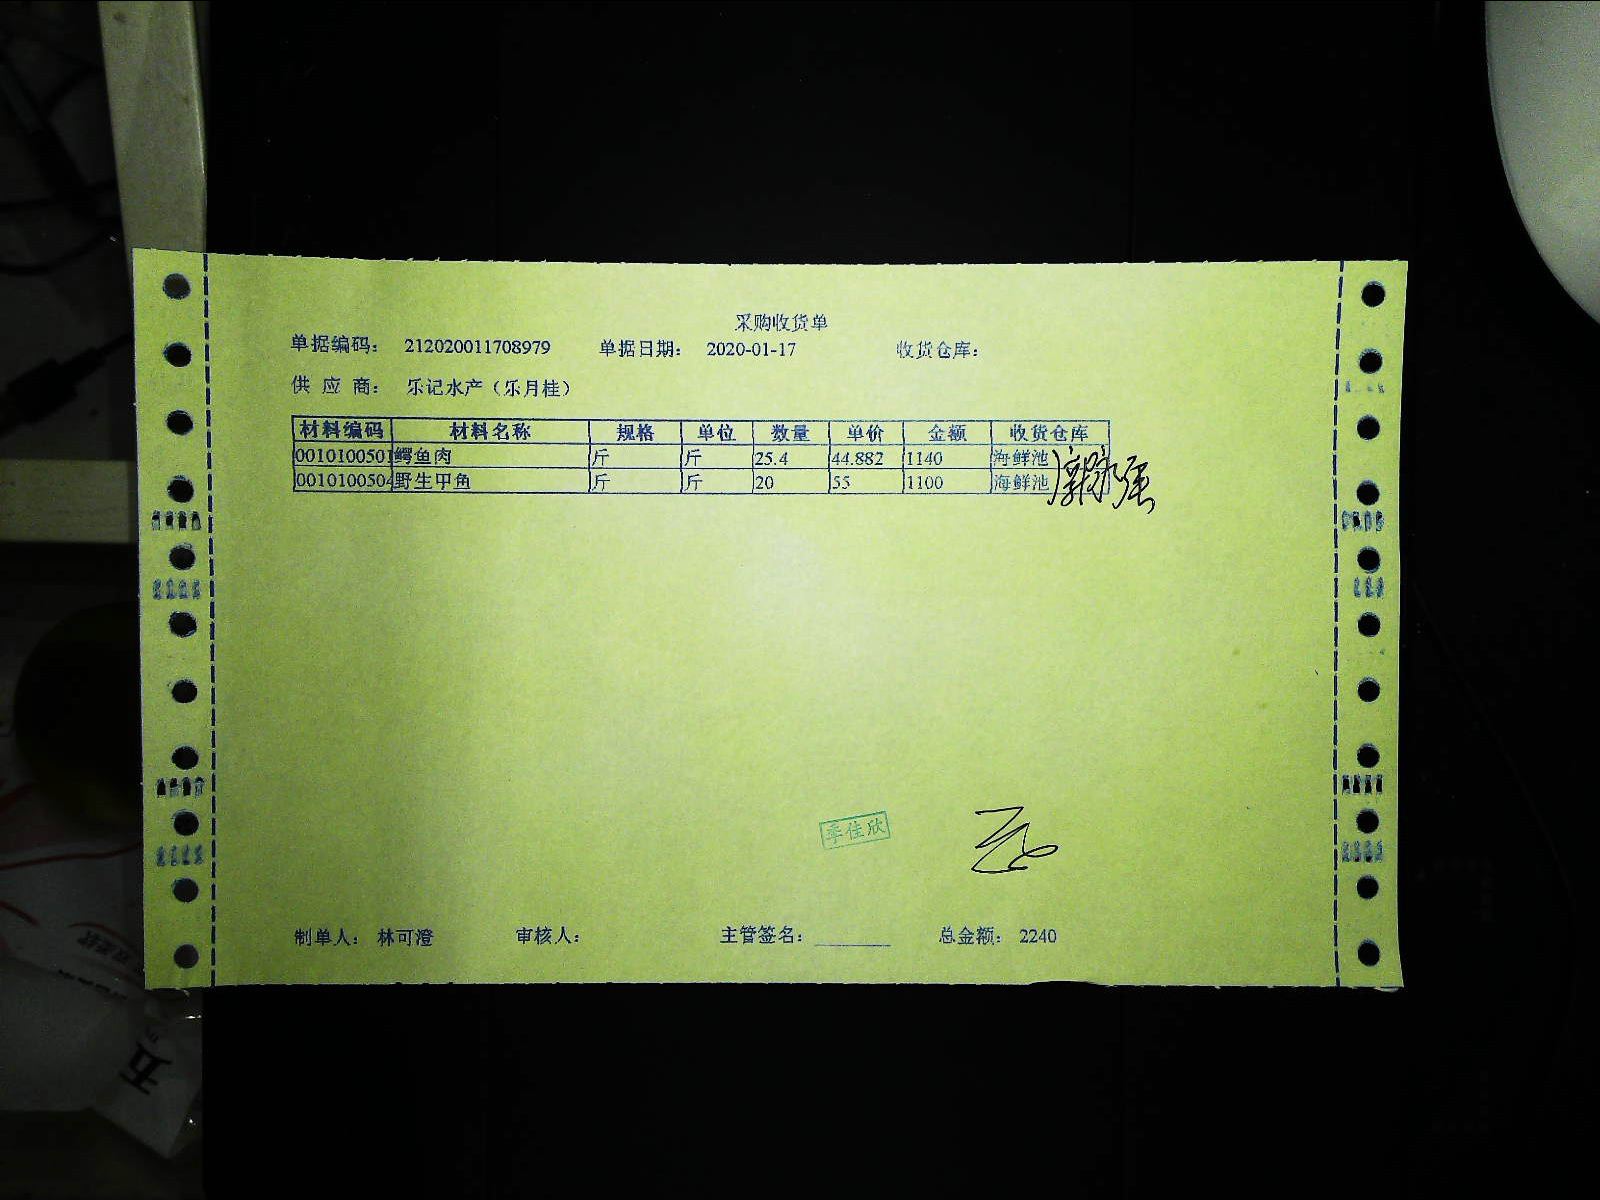 采购收货单
单据编码： 212020011708979 单据日期： 2020-01-17 收货仓库：
供 应 商： 乐记水产（乐月桂）
材料编码 材料名称 规格 单位 数量 单价 金额 收货仓库
0010100501 鳄鱼肉 斤 斤 25.4 44.882 1140 海鲜池
0010100504 野生甲鱼 斤 斤 20 55 1100 海鲜池
季佳欣
制单人： 林可澄 审核人： 主管签名： 总金额： 2240
五